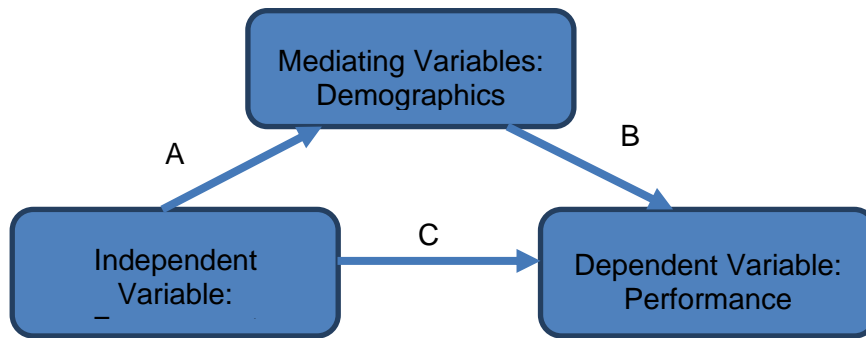 Mediating Variables:
Demographics
A
B
C
Independent
Variable:
Dependent Variable:
Performance